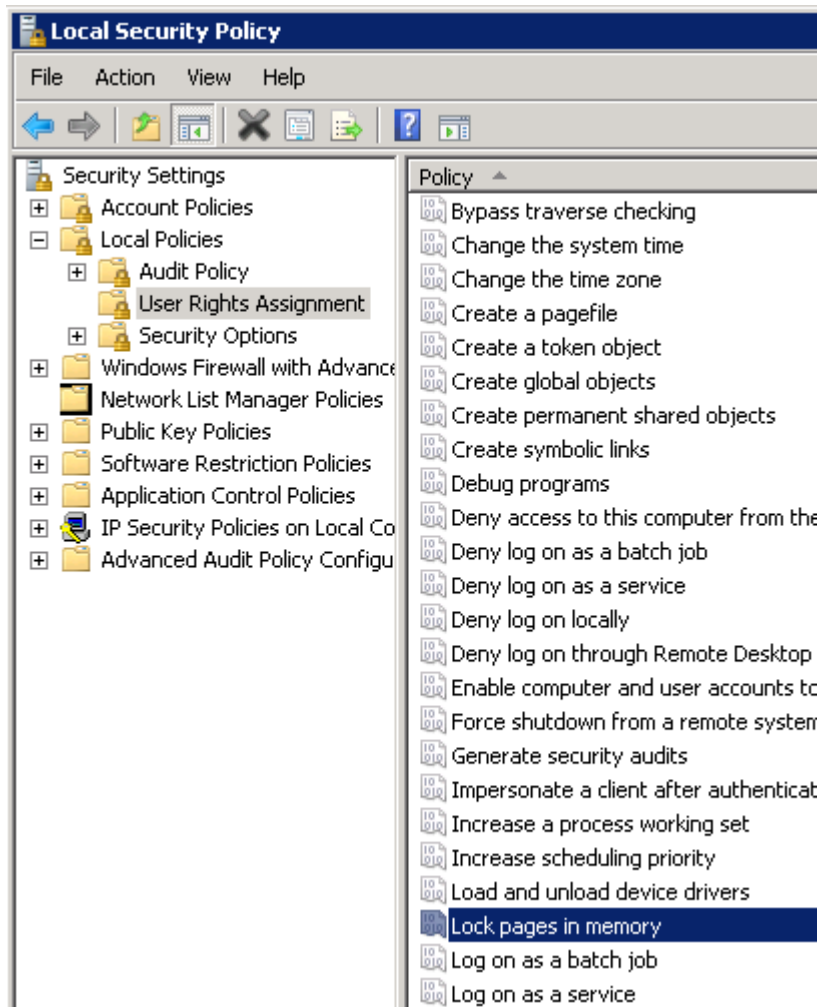 Local Security Policy
File Action View Help
Security Settings
Account Policies
Local Policies
Audit Policy
User Rights Assignment
Security Options
Windows Firewall with Advance
Network List Manager Policies
Public Key Policies
Software Restriction Policies
Application Control Policies
IP Security Policies on Local Co
Advanced Audit Policy Configu
Policy
Bypass traverse checking
Change the system time
Change the time zone
Create a pagefile
Create a token object
Create global objects
Create permanent shared objects
Create symbolic links
Debug programs
Deny access to this computer from the
Deny log on as a batch job
Deny log on as a service
Deny log on locally
Deny log on through Remote Desktop
Enable computer and user accounts to
Force shutdown from a remote system
Generate security audits
Impersonate a client after authenticat
Increase a process working set
Increase scheduling priority
Load and unload device drivers
Lock pages in memory
Log on as a batch job
Log on as a service